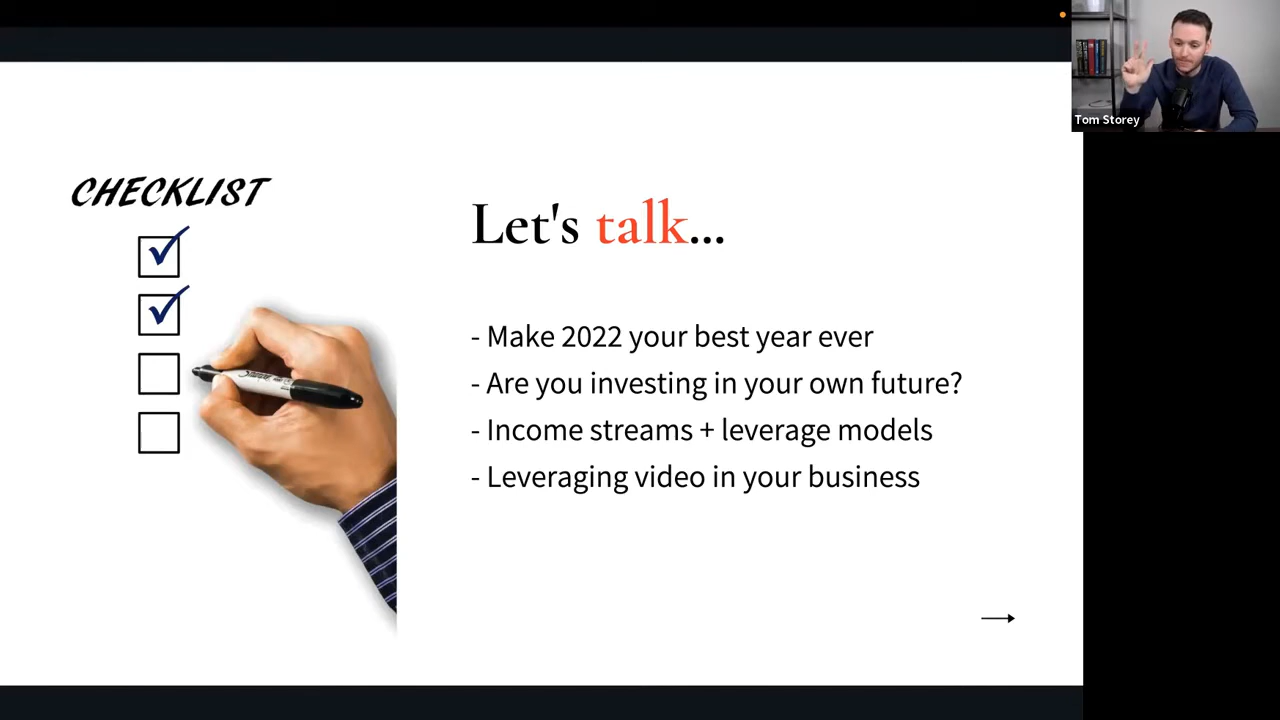 Tom Storey
CHECKLIST
Let's talk...
- Make 2022 your best year ever
- Are you investing in your own future?
- Income streams + leverage models
- Leveraging video in your business